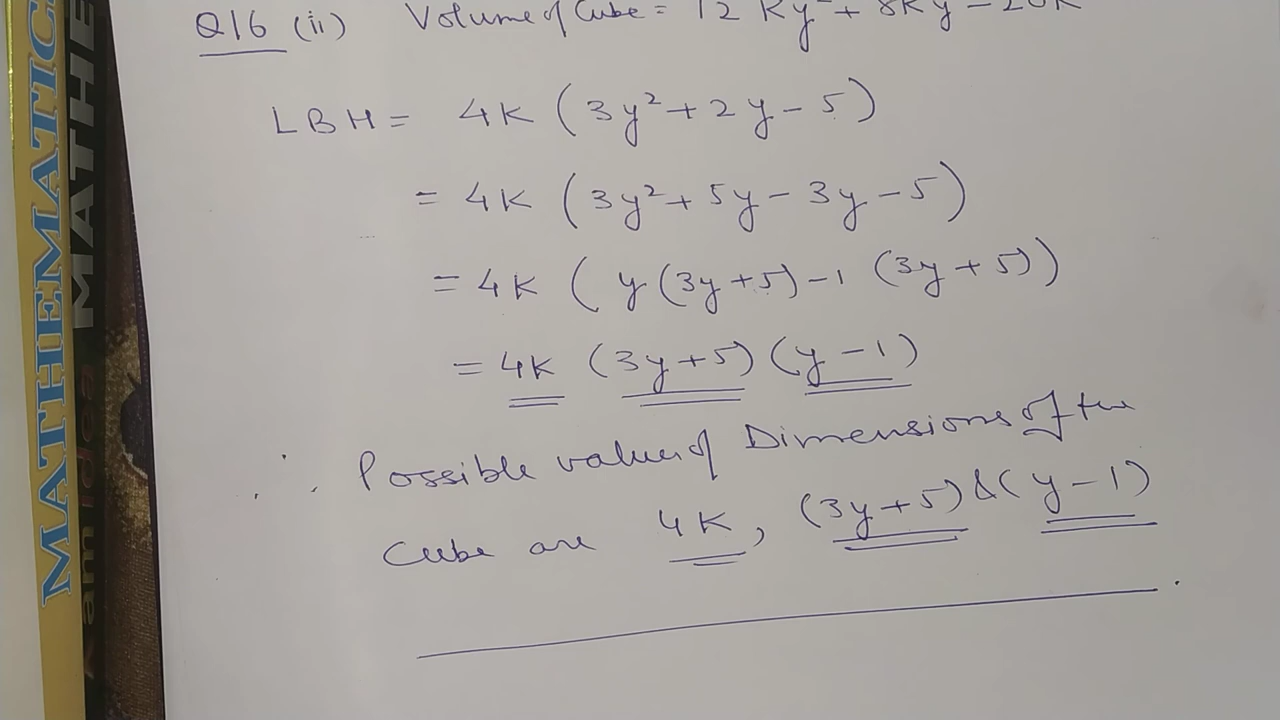 Q16 (ii) Volume of Cube = 12 Ky² + 8Ky - 20K
LBH = 4K (3y² + 2y - 5)
= 4K (3y² + 5y - 3y - 5)
= 4K ( y (3y + 5) - 1 (3y + 5))
= 4K (3y + 5) (y - 1)
∴ Possible values of Dimensions of the
Cube are 4K, (3y + 5) & (y - 1)
MATHEMATICS
MATHE